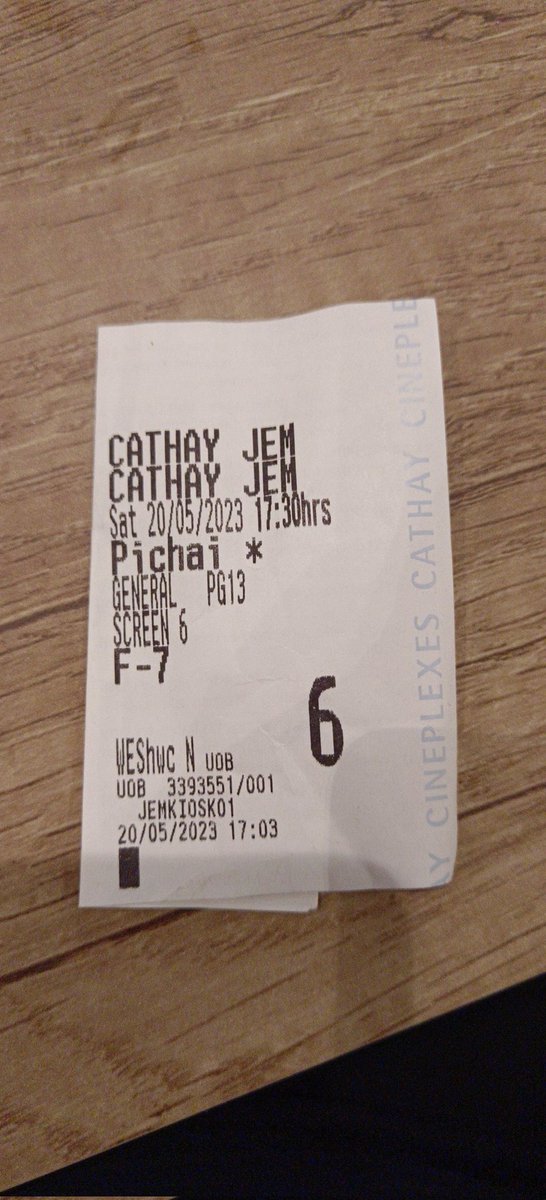 CATHAY JEM
CATHAY JEM
Sat 20/05/2023 17:30hrs
Pichai *
GENERAL PG13
SCREEN 6
F-7
6
WEShwc N UOB
UOB 3393551/001
JEMKIOSK01
20/05/2023 17:03
AY CINEPLEXES CATHAY CINEPLE